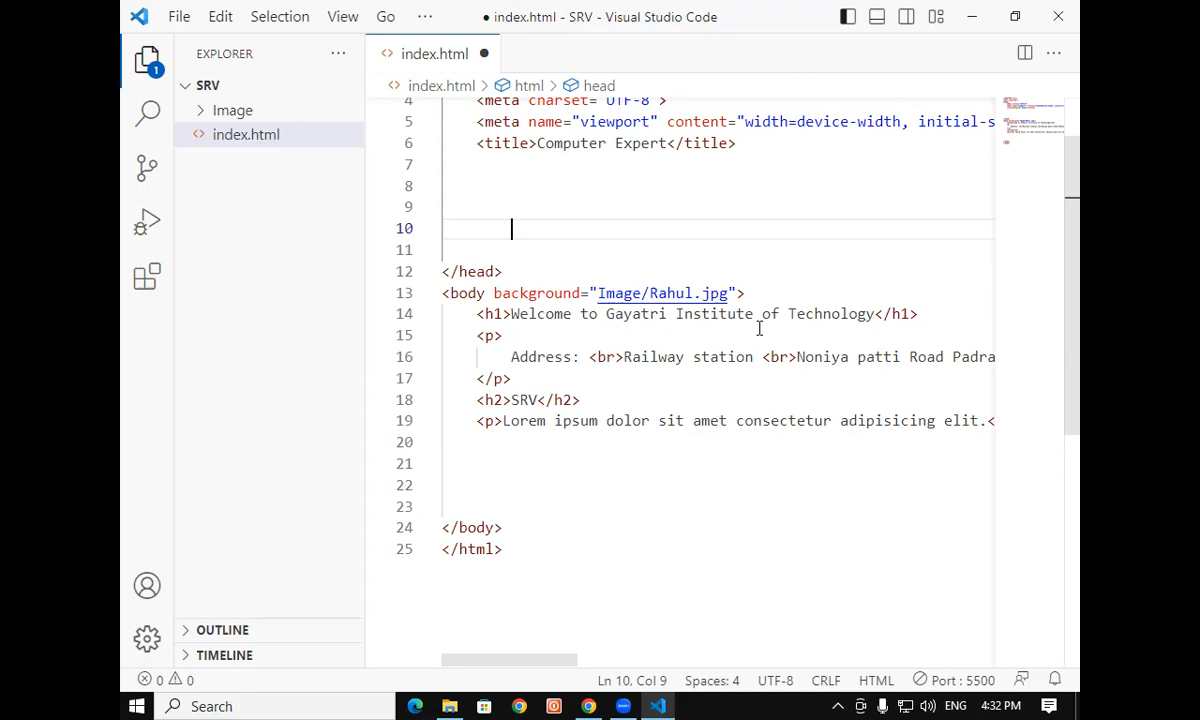 File Edit Selection View Go ··· ● index.html - SRV - Visual Studio Code
EXPLORER ··· <> index.html ●
1
<> index.html > html > head
SRV
Image
<> index.html
4 <meta charset="UTF-8">
5 <meta name="viewport" content="width=device-width, initial-s
6 <title>Computer Expert</title>
7
8
9
10
11
12 </head>
13 <body background="Image/Rahul.jpg">
14 <h1>Welcome to Gayatri Institute of Technology</h1>
15 <p>
16 Address: <br>Railway station <br>Noniya patti Road Padra
17 </p>
18 <h2>SRV</h2>
19 <p>Lorem ipsum dolor sit amet consectetur adipisicing elit.<
20
21
22
23
24 </body>
25 </html>
OUTLINE
TIMELINE
0 0 Ln 10, Col 9 Spaces: 4 UTF-8 CRLF HTML Port : 5500
Search ENG 4:32 PM